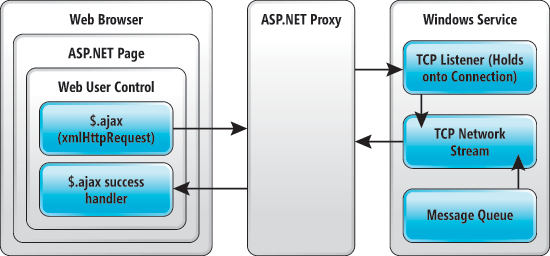 Web Browser
ASP.NET Page
Web User Control
$.ajax
(xmlHttpRequest)
$.ajax success
handler
ASP.NET Proxy
Windows Service
TCP Listener (Holds
onto Connection)
TCP Network
Stream
Message Queue